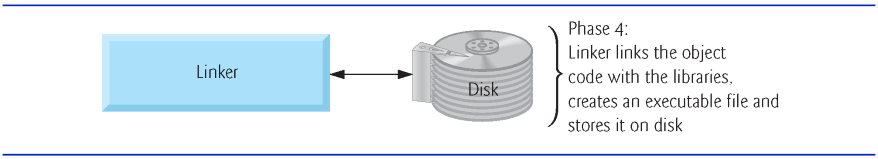 Linker
Disk
Phase 4:
Linker links the object
code with the libraries,
creates an executable file and
stores it on disk